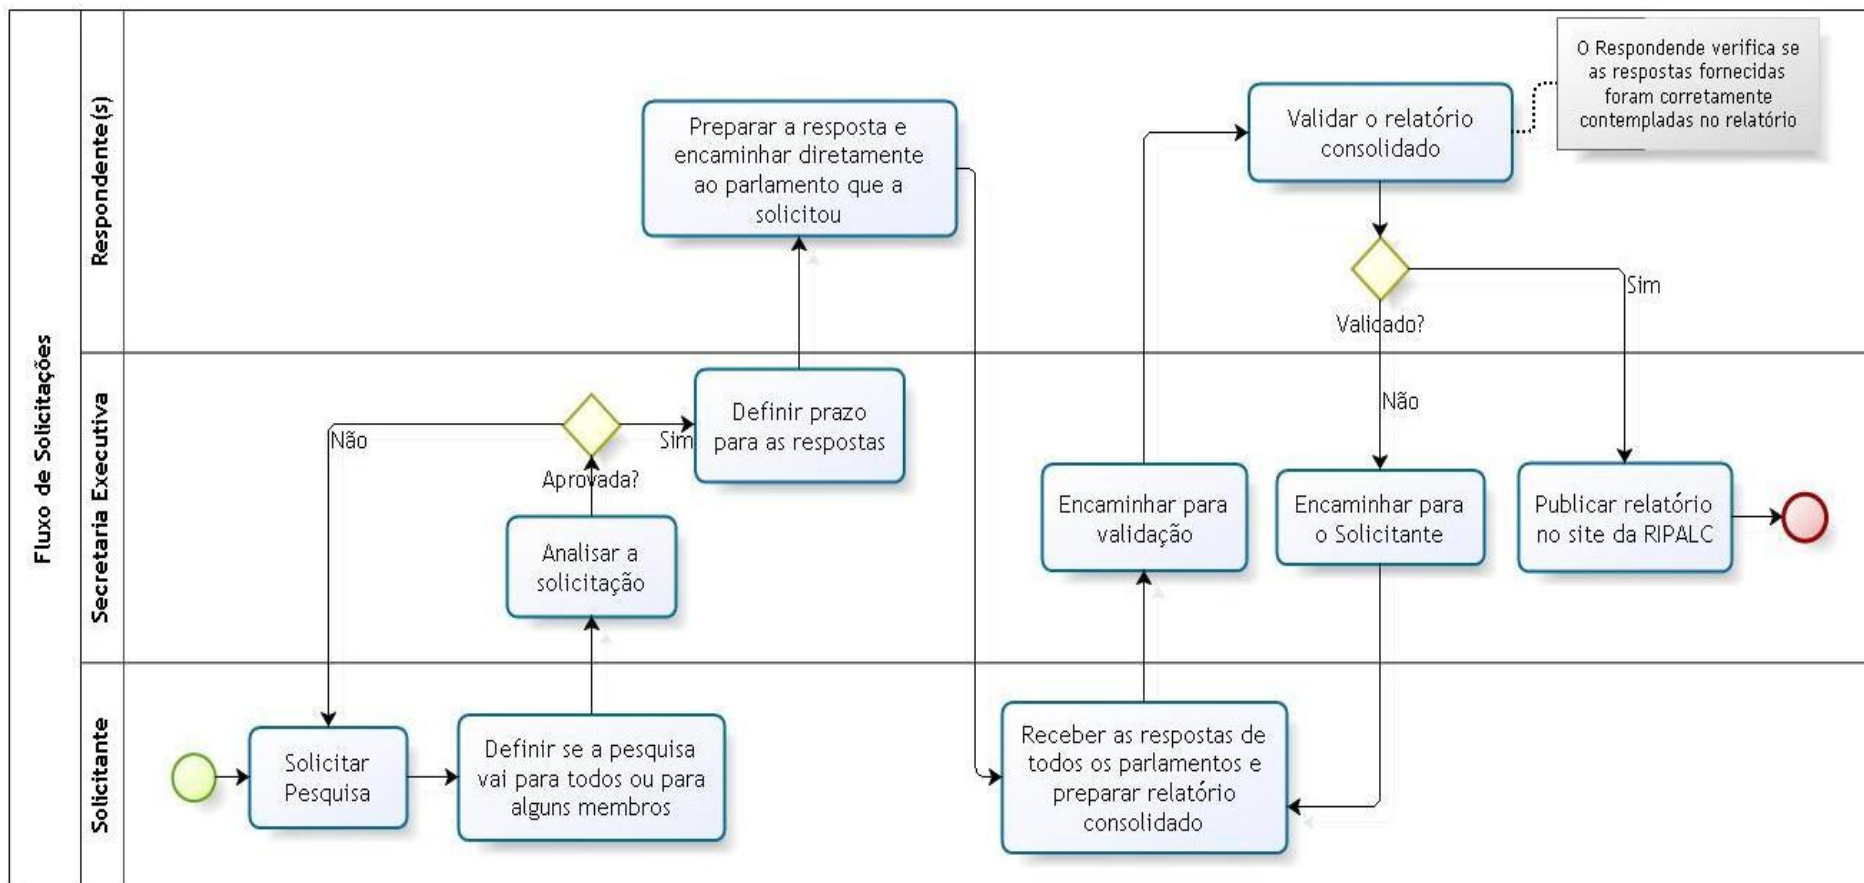 Fluxo de Solicitações
Respondente(s)
Preparar a resposta e
encaminhar diretamente
ao parlamento que a
solicitou
Validar o relatório
consolidado
O Respondende verifica se
as respostas fornecidas
foram corretamente
contempladas no relatório
Validado?
Sim
Não
Secretaria Executiva
Não
Aprovada?
Sim
Definir prazo
para as respostas
Analisar a
solicitação
Encaminhar para
validação
Encaminhar para
o Solicitante
Publicar relatório
no site da RIPALC
Solicitante
Solicitar
Pesquisa
Definir se a pesquisa
vai para todos ou para
alguns membros
Receber as respostas de
todos os parlamentos e
preparar relatório
consolidado